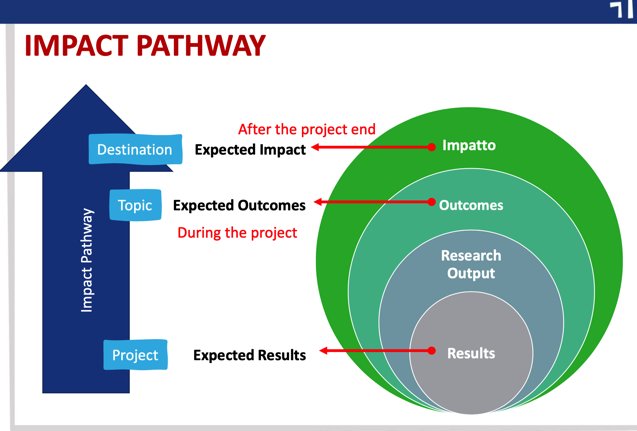 IMPACT PATHWAY
After the project end
Destination
Expected Impact
Impatto
Topic
Expected Outcomes
Outcomes
During the project
Impact Pathway
Research
Output
Project
Expected Results
Results